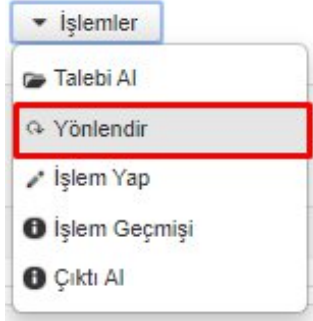 İşlemler
Talebi Al
Yönlendir
İşlem Yap
İşlem Geçmişi
Çıktı Al